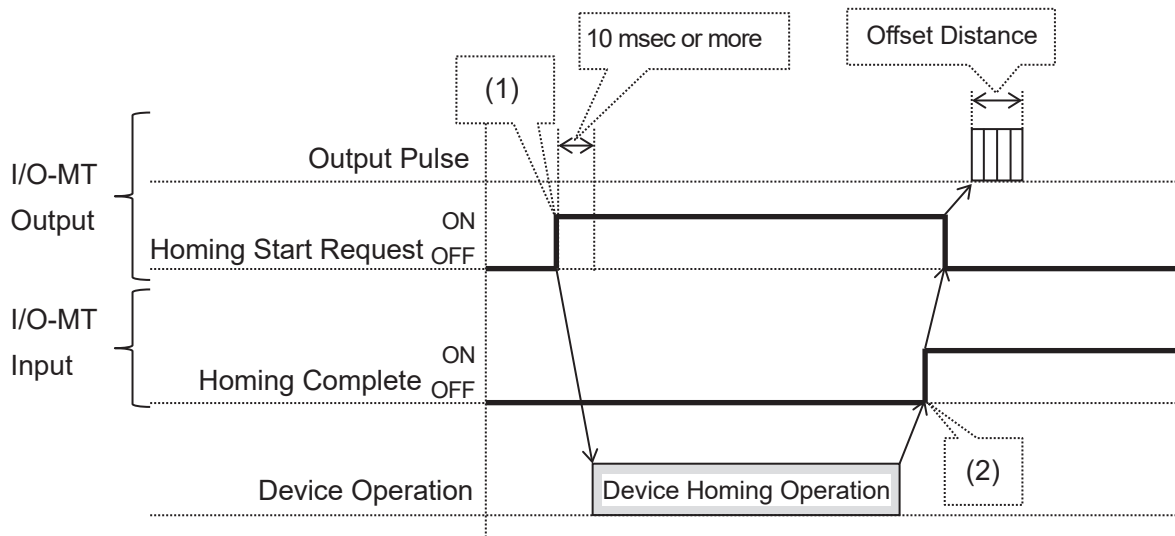 10 msec or more
Offset Distance
(1)
Output Pulse
I/O-MT
Output
ON
Homing Start Request OFF
I/O-MT
Input
ON
Homing Complete OFF
(2)
Device Operation
Device Homing Operation